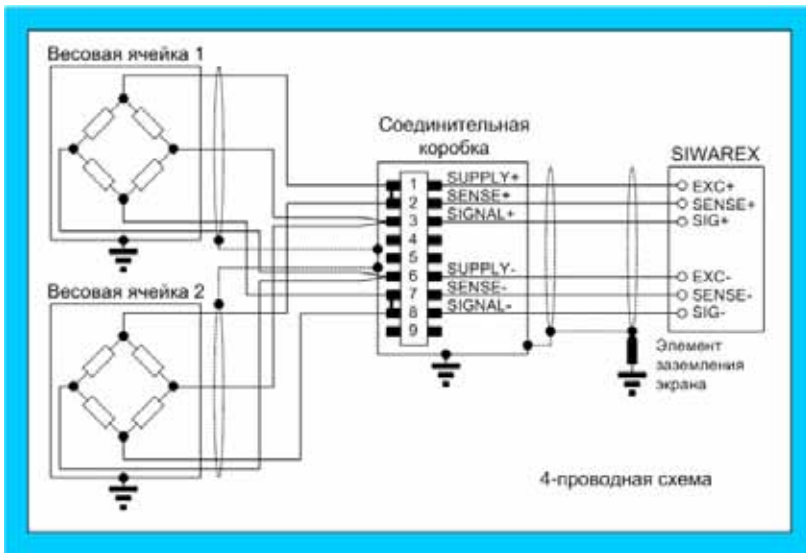 Весовая ячейка 1
Соединительная
коробка
SIWAREX
1
SUPPLY+
EXC+
2
SENSE+
SENSE+
3
SIGNAL+
SIG+
4
5
6
SUPPLY-
EXC-
7
SENSE-
SENSE-
8
SIGNAL-
SIG-
9
Весовая ячейка 2
Элемент
заземления
экрана
4-проводная схема